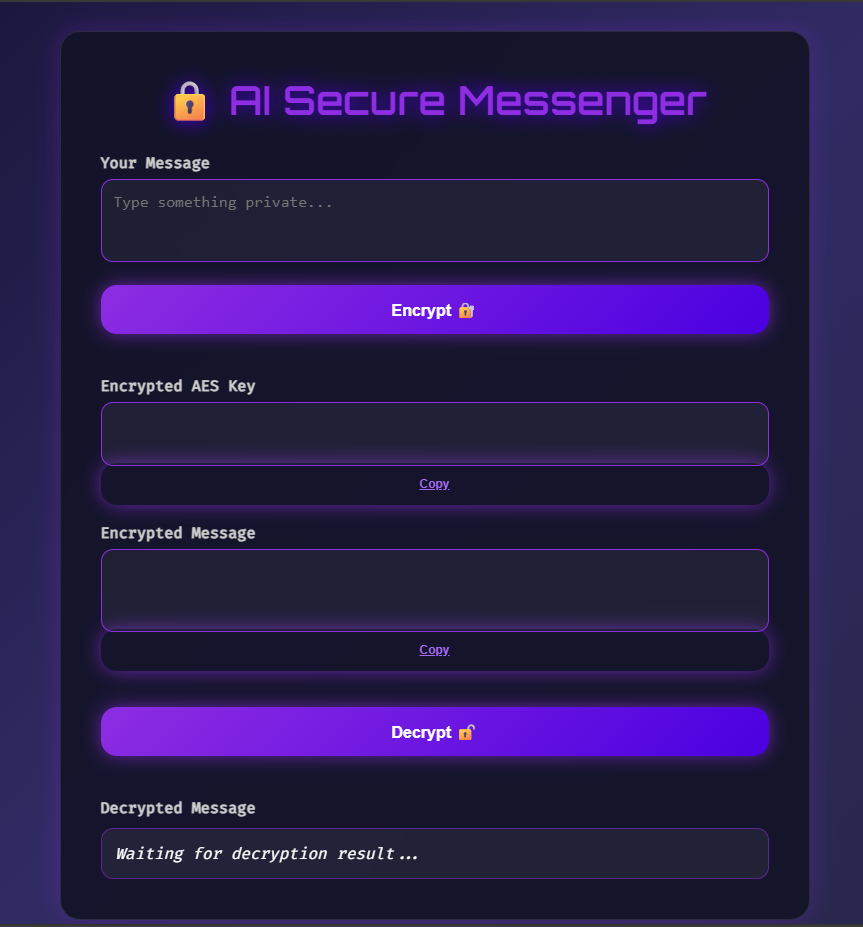 🔒 AI Secure Messenger
Your Message
Type something private...
Encrypt 🔐
Encrypted AES Key
Copy
Encrypted Message
Copy
Decrypt 🔓
Decrypted Message
Waiting for decryption result...